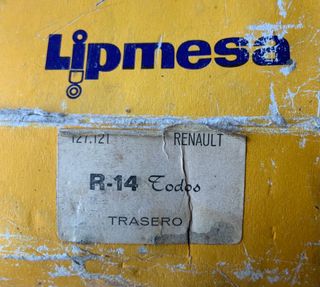 Lipmesa
127.121 RENAULT
R-14 Todos
TRASERO